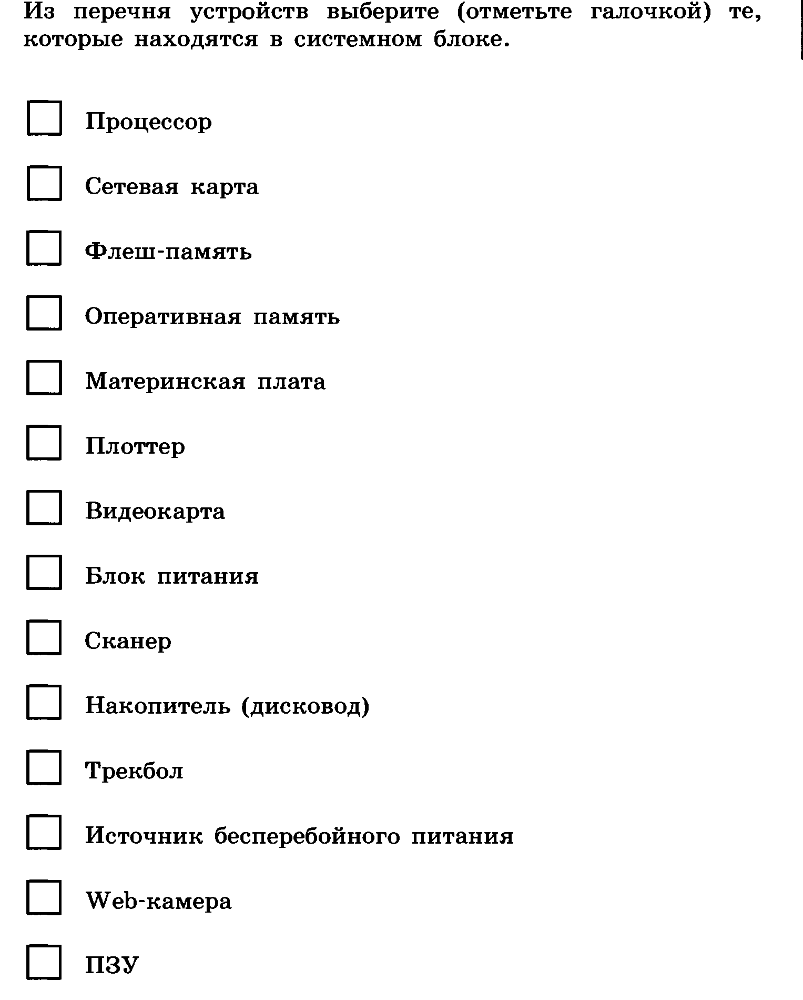 Из перечня устройств выберите (отметьте галочкой) те,
которые находятся в системном блоке.
Процессор
Сетевая карта
Флеш-память
Оперативная память
Материнская плата
Плоттер
Видеокарта
Блок питания
Сканер
Накопитель (дисковод)
Трекбол
Источник бесперебойного питания
Web-камера
ПЗУ